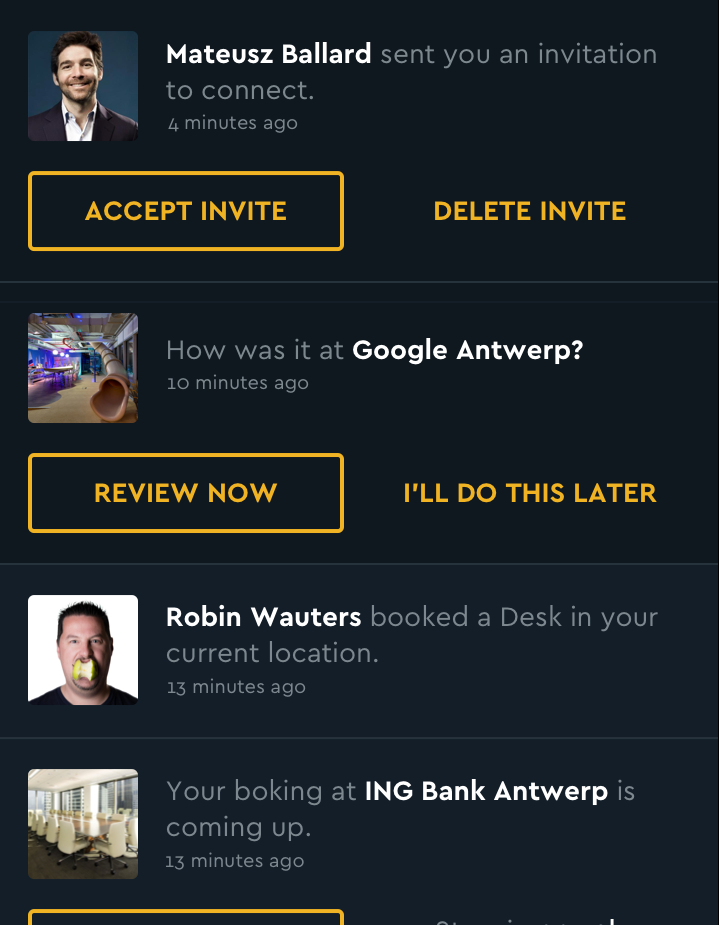 Mateusz Ballard sent you an invitation
to connect.
4 minutes ago
ACCEPT INVITE DELETE INVITE
How was it at Google Antwerp?
10 minutes ago
REVIEW NOW I'LL DO THIS LATER
Robin Wauters booked a Desk in your
current location.
13 minutes ago
Your boking at ING Bank Antwerp is
coming up.
13 minutes ago